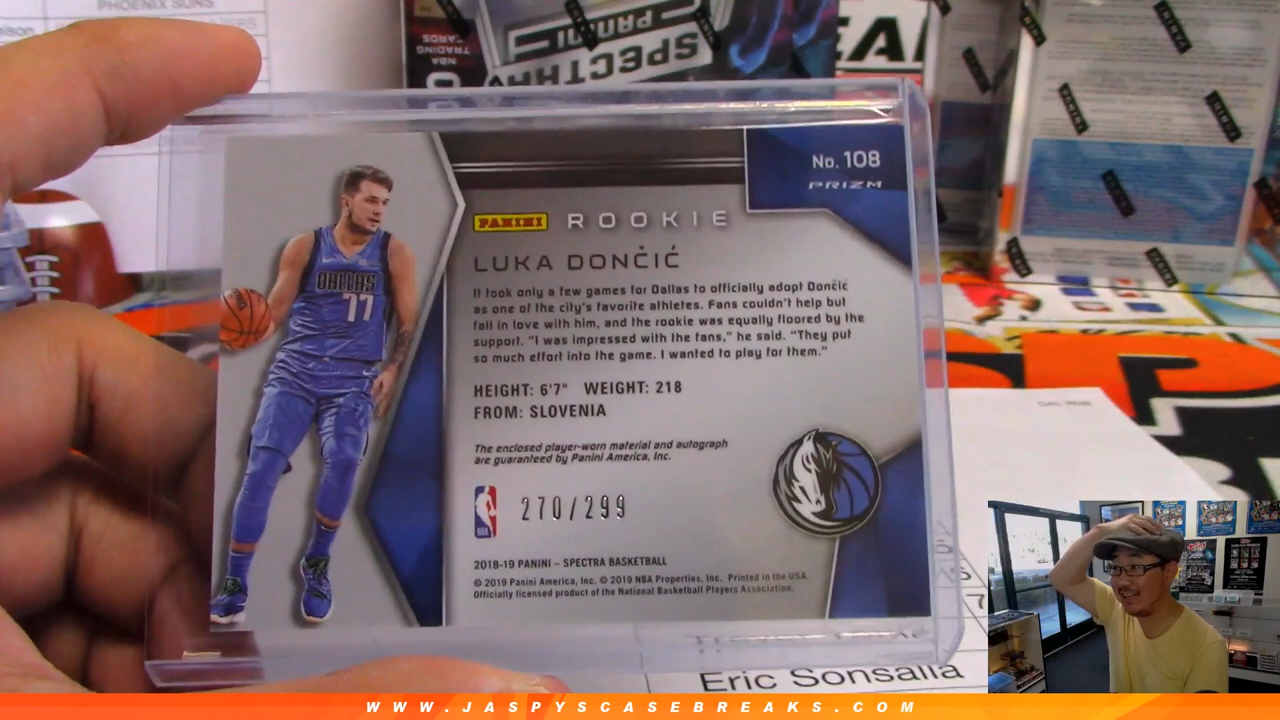 PHOENIX SUNS
TRADING
CARDS
NBA
SPECTRA
PANINI
No. 108
PRIZM
PANINI ROOKIE
LUKA DONČIĆ
It took only a few games for Dallas to officially adopt Dončić
as one of the city's favorite athletes. Fans couldn't help but
fall in love with him, and the rookie was equally floored by the
support. "I was impressed with the fans," he said. "They put
so much effort into the game. I wanted to play for them."
DALLAS
77
HEIGHT: 6'7" WEIGHT: 218
FROM: SLOVENIA
The enclosed player-worn material and autograph
are guaranteed by Panini America, Inc.
270/299
NBA
2018-19 PANINI – SPECTRA BASKETBALL
© 2019 Panini America, Inc. © 2019 NBA Properties, Inc. Printed in the USA.
Officially licensed product of the National Basketball Players Association.
Eric Sonsalla
WWW.JASPYSCASEBREAKS.COM